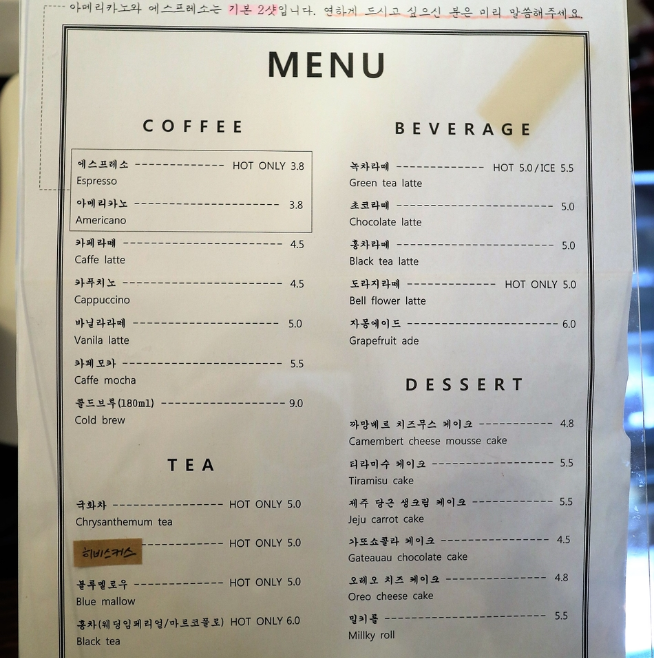 아메리카노와 에스프레소는 기본 2샷입니다. 연하게 드시고 싶으신 분은 미리 말씀해주세요.
MENU
COFFEE
에스프레소 HOT ONLY 3.8
Espresso
아메리카노 3.8
Americano
카페라떼 4.5
Caffe latte
카푸치노 4.5
Cappuccino
바닐라라떼 5.0
Vanila latte
카페모카 5.5
Caffe mocha
콜드브루(180ml) 9.0
Cold brew
TEA
국화차 HOT ONLY 5.0
Chrysanthemum tea
히비스커스 HOT ONLY 5.0
블루멜로우 HOT ONLY 5.0
Blue mallow
홍차(웨딩임페리얼/마르코폴로) HOT ONLY 6.0
Black tea
BEVERAGE
녹차라떼 HOT 5.0/ICE 5.5
Green tea latte
초코라떼 5.0
Chocolate latte
홍차라떼 5.0
Black tea latte
도라지라떼 HOT ONLY 5.0
Bell flower latte
자몽에이드 6.0
Grapefruit ade
DESSERT
까망베르 치즈무스 케이크 4.8
Camembert cheese mousse cake
티라미수 케이크 5.5
Tiramisu cake
제주 당근 생크림 케이크 5.5
Jeju carrot cake
가또쇼콜라 케이크 4.5
Gateauau chocolate cake
오레오 치즈 케이크 4.8
Oreo cheese cake
밀키롤 5.5
Millky roll